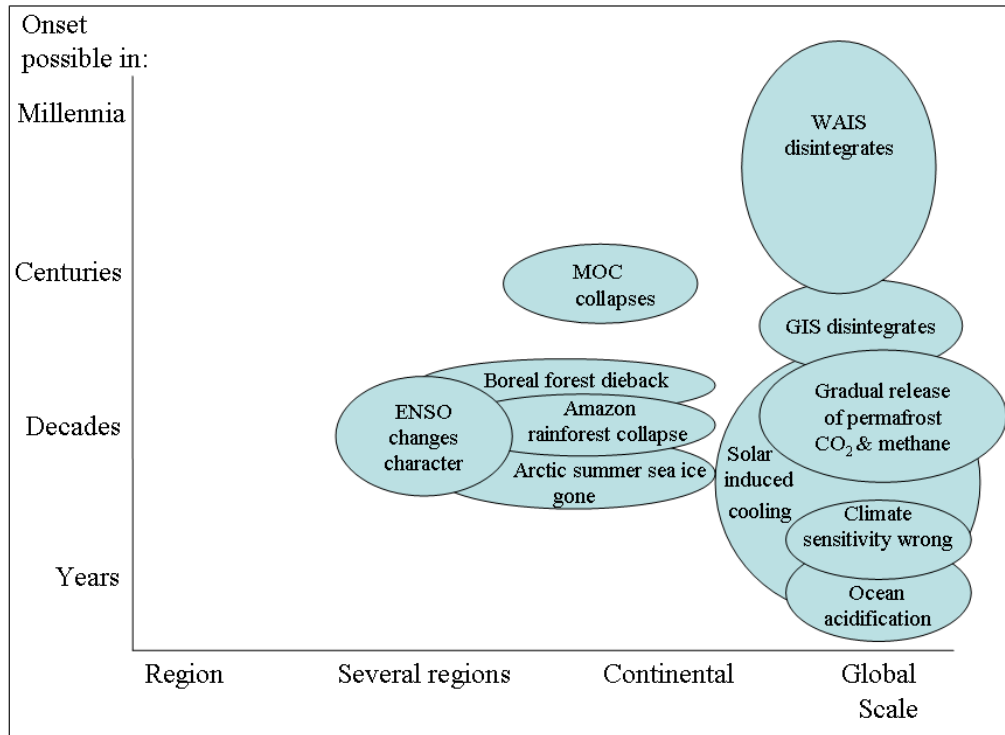 Onset
possible in:
Millennia
WAIS
disintegrates
Centuries
MOC
collapses
GIS disintegrates
Boreal forest dieback
Decades
ENSO
changes
character
Amazon
rainforest collapse
Arctic summer sea ice
gone
Gradual release
of permafrost
CO₂ & methane
Solar
induced
cooling
Climate
sensitivity wrong
Years
Ocean
acidification
Region
Several regions
Continental
Global
Scale